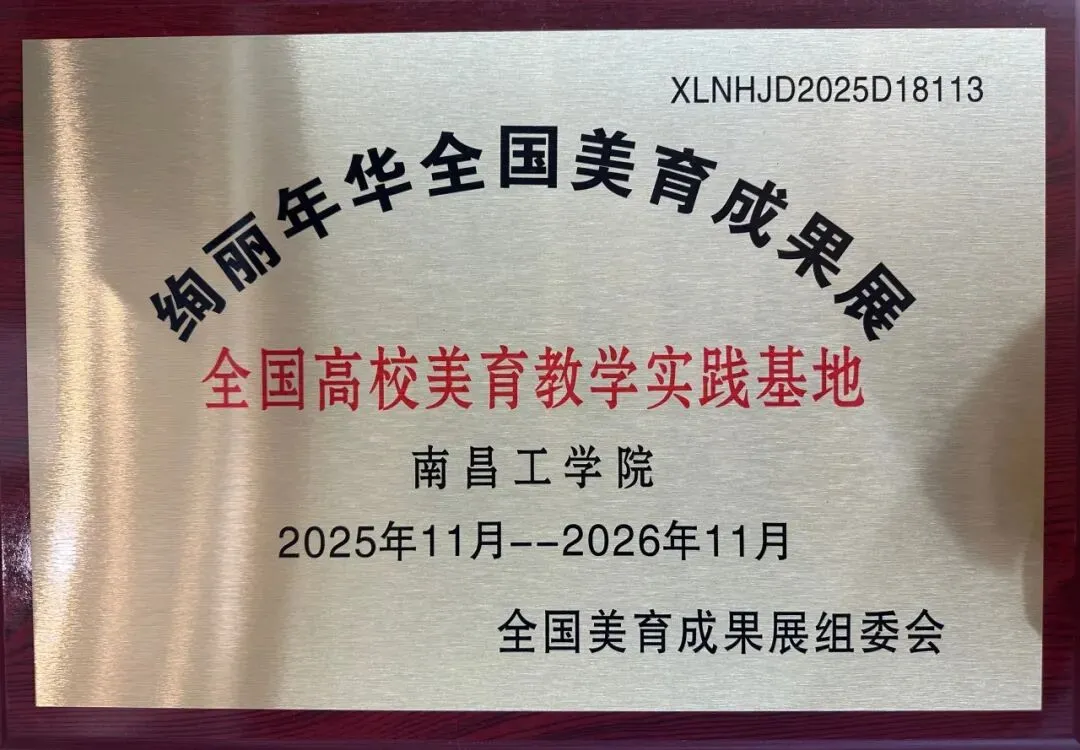 XLNHJD2025D18113
绚丽年华全国美育成果展
全国高校美育教学实践基地
南昌工学院
2025年11月--2026年11月
全国美育成果展组委会